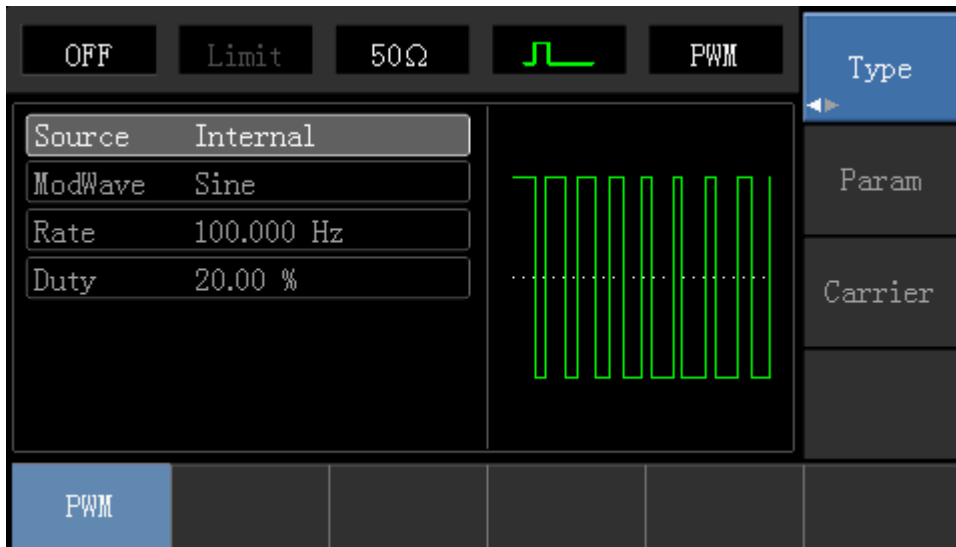 OFF Limit 50Ω PWM
Type
Source Internal
ModWave Sine
Rate 100.000 Hz
Duty 20.00 %
Param
Carrier
PWM